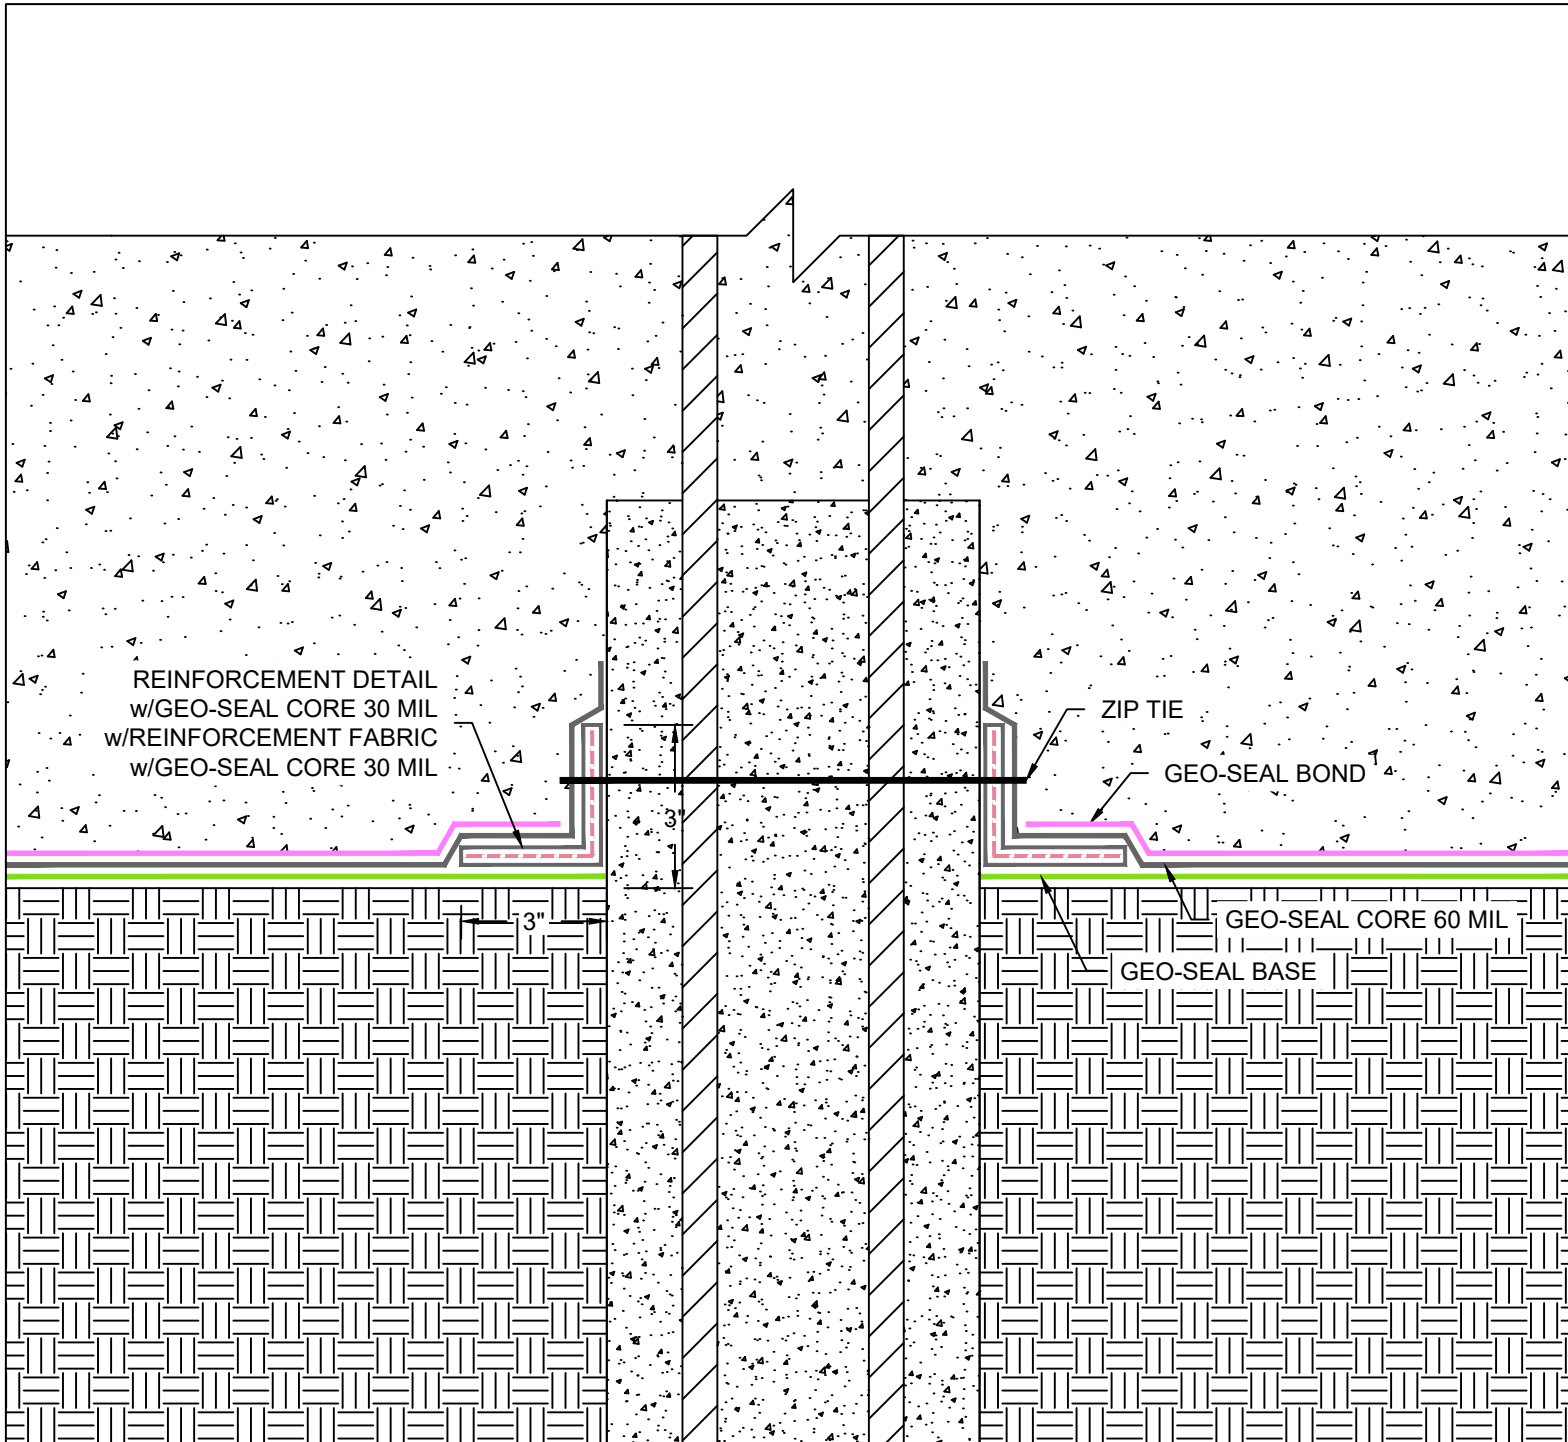 REINFORCEMENT DETAIL
w/GEO-SEAL CORE 30 MIL
w/REINFORCEMENT FABRIC
w/GEO-SEAL CORE 30 MIL
ZIP TIE
GEO-SEAL BOND
3"
3"
GEO-SEAL CORE 60 MIL
GEO-SEAL BASE